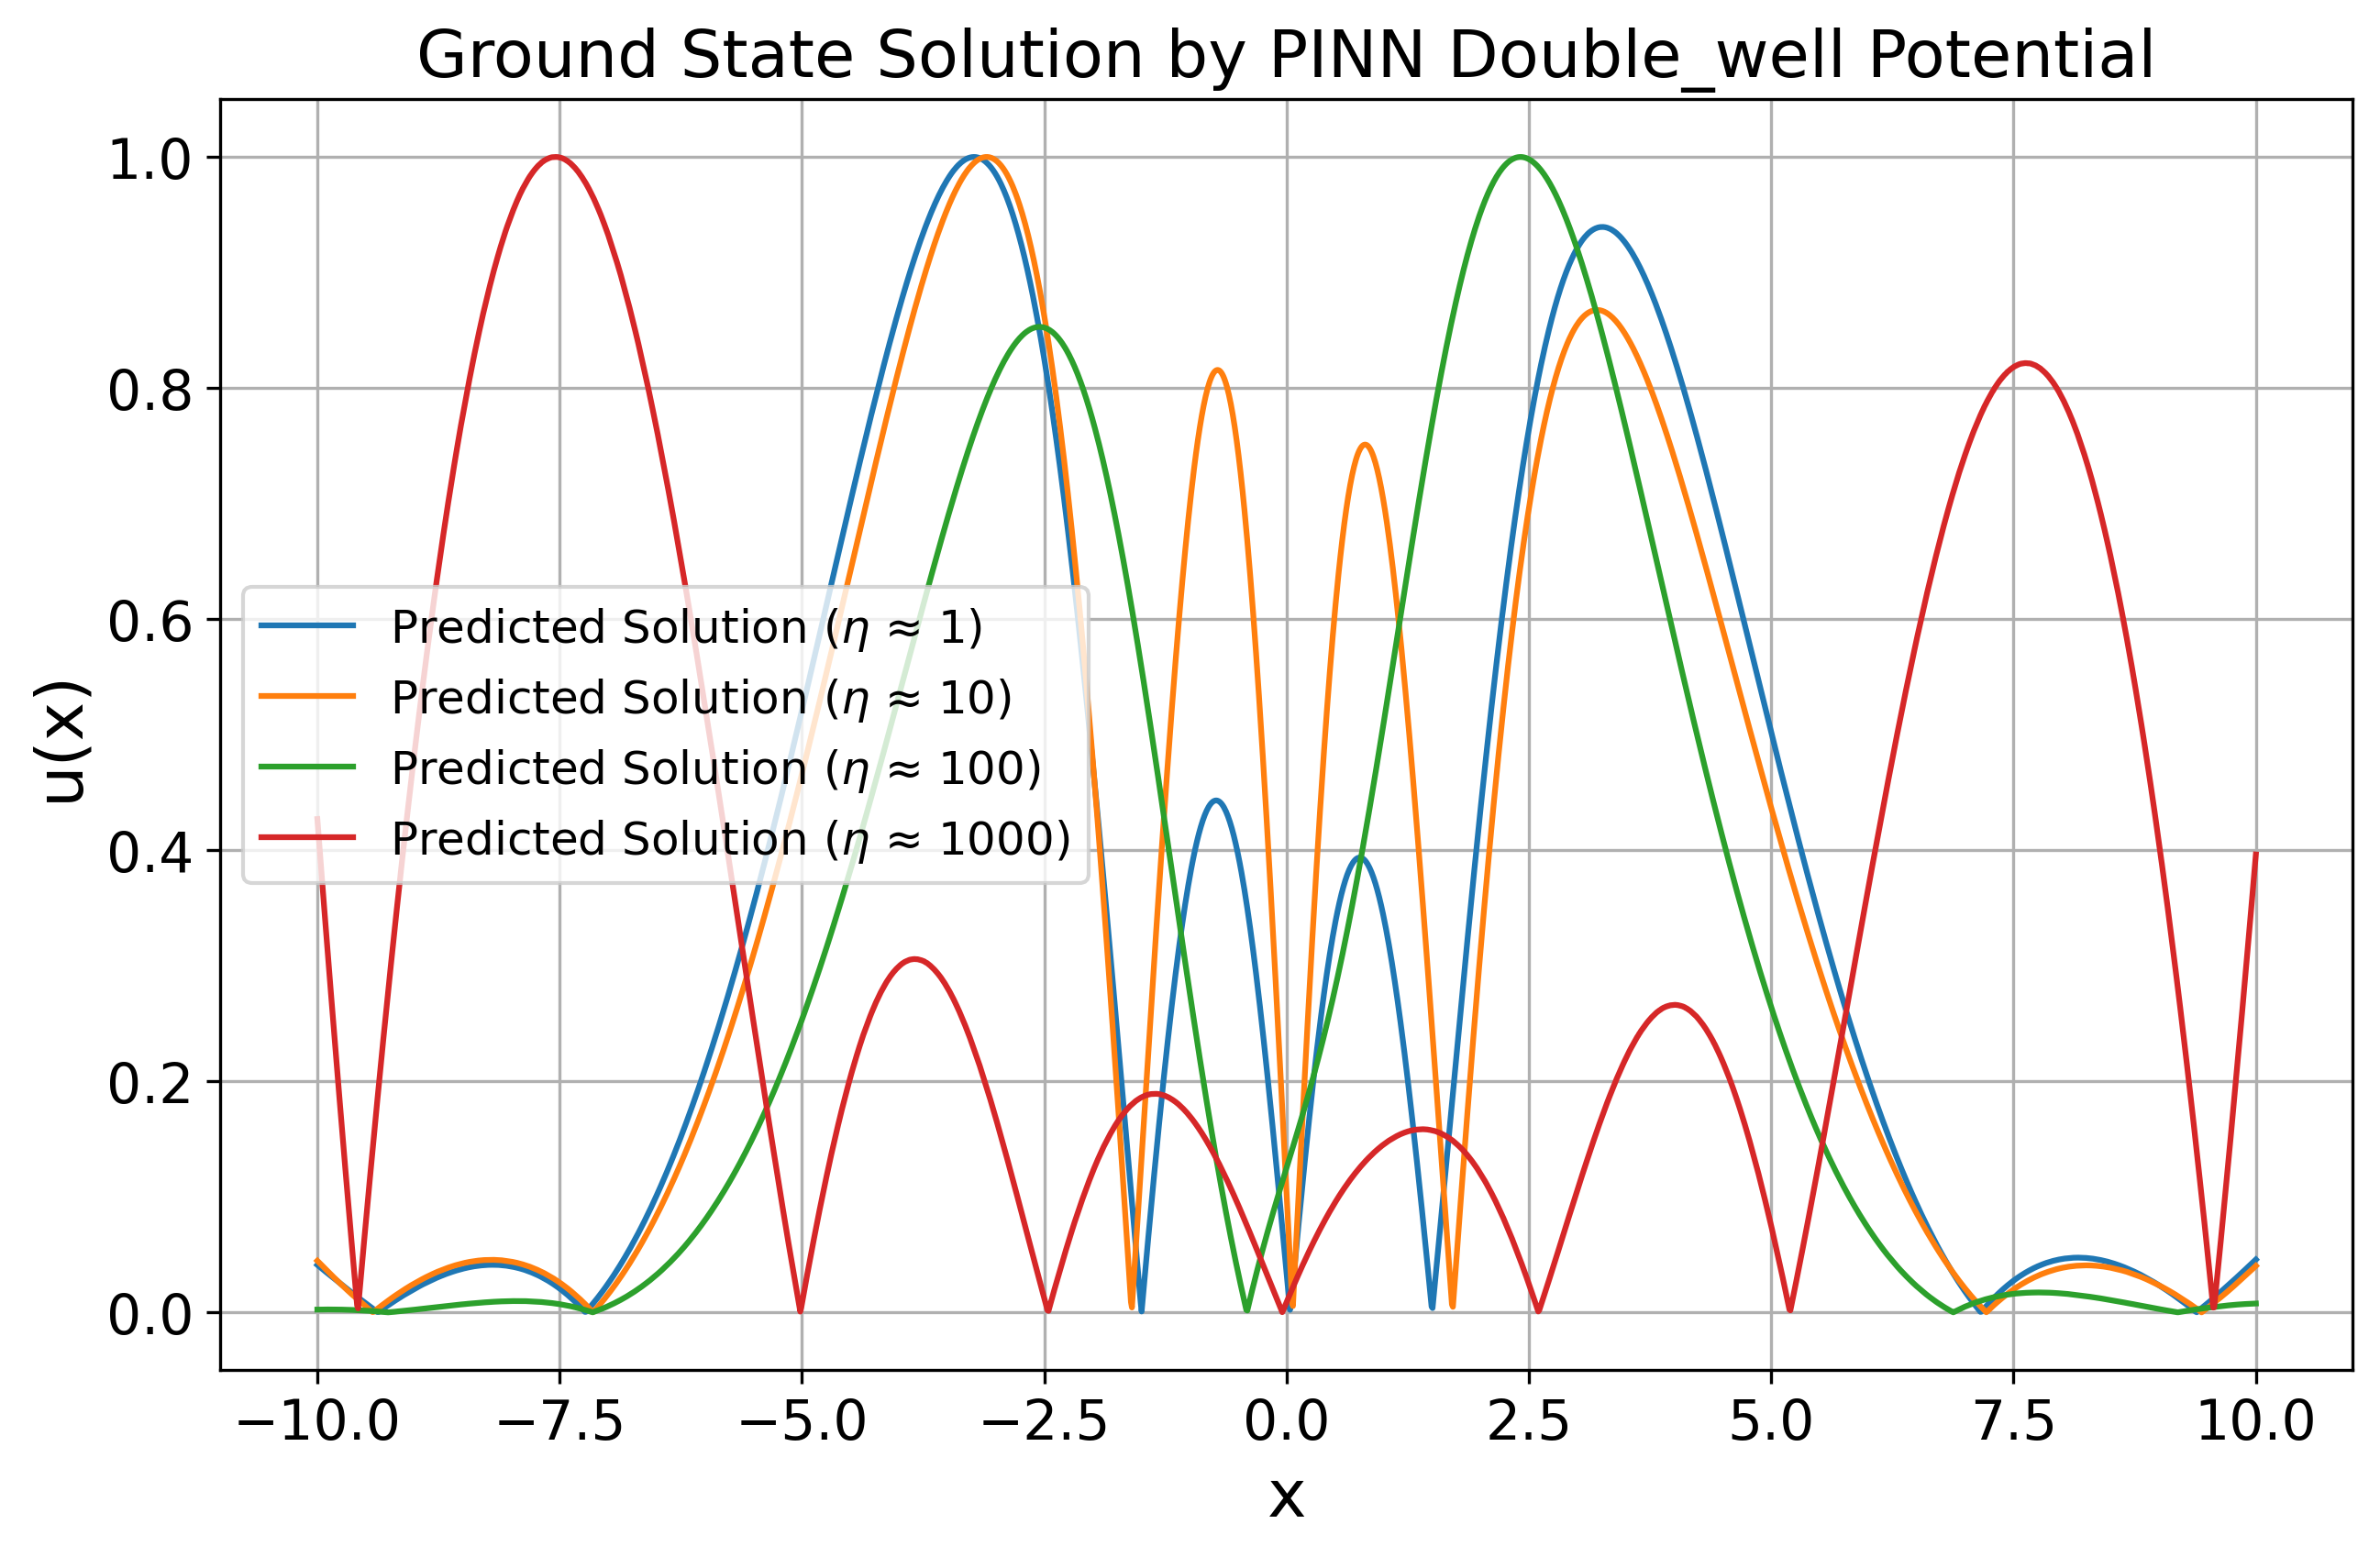 Ground State Solution by PINN Double_well Potential
u(x)
1.0
0.8
0.6
0.4
0.2
0.0
Predicted Solution (η ≈ 1)
Predicted Solution (η ≈ 10)
Predicted Solution (η ≈ 100)
Predicted Solution (η ≈ 1000)
−10.0 −7.5 −5.0 −2.5 0.0 2.5 5.0 7.5 10.0
x